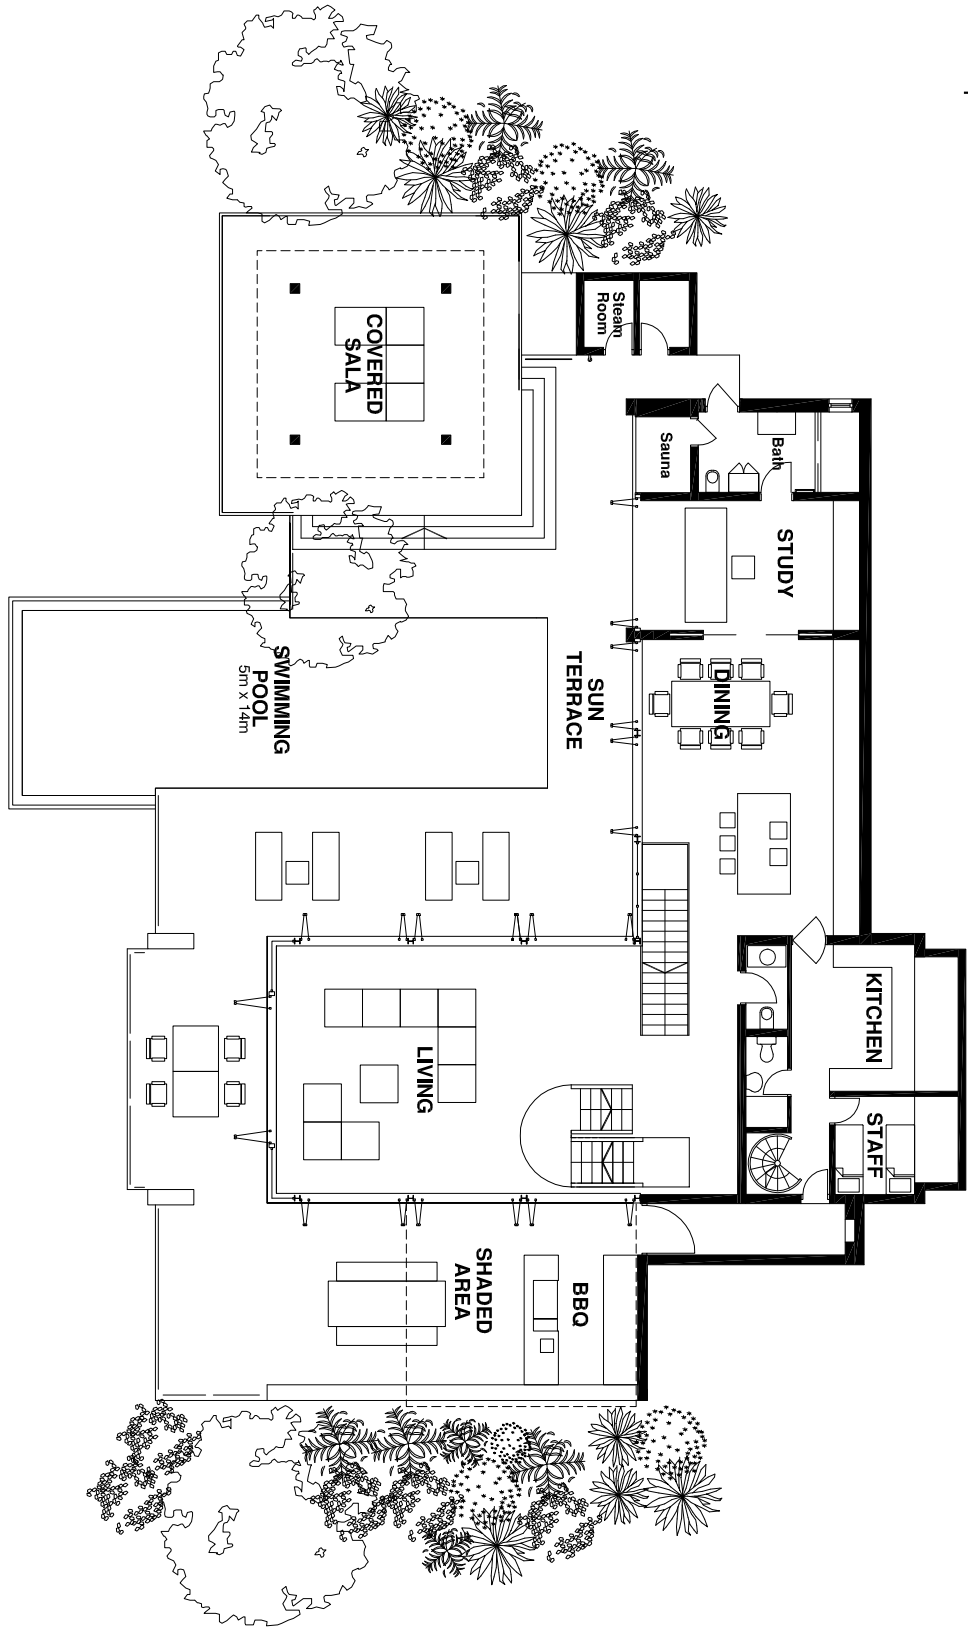 COVERED
SALA
Steam
Room
Sauna
Bath
STUDY
SWIMMING
POOL
5m x 14m
SUN
TERRACE
DINING
KITCHEN
LIVING
STAFF
SHADED
AREA
BBQ